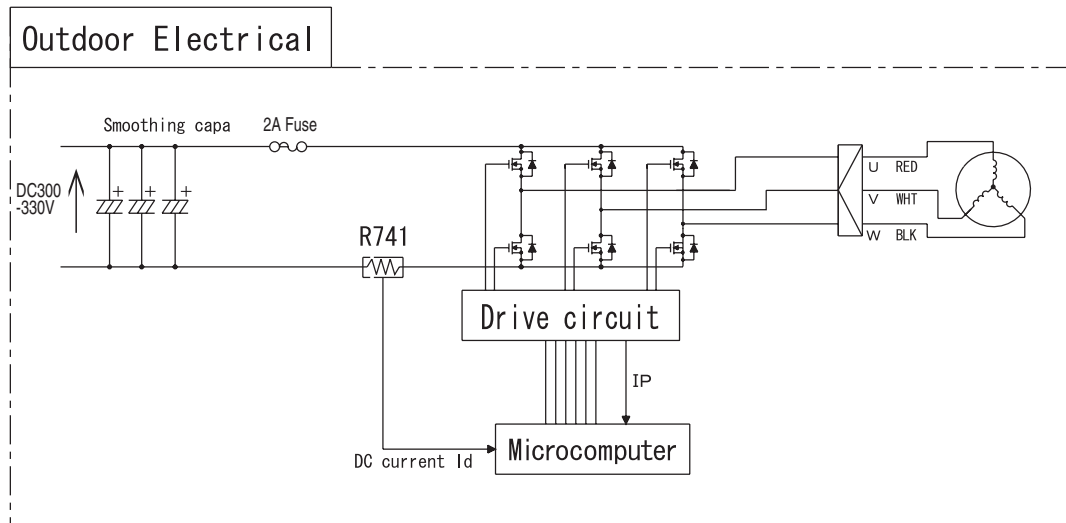 Outdoor Electrical
Smoothing capa
2A Fuse
DC300
-330V
+
+
+
R741
U RED
V WHT
W BLK
Drive circuit
IP
Microcomputer
DC current Id